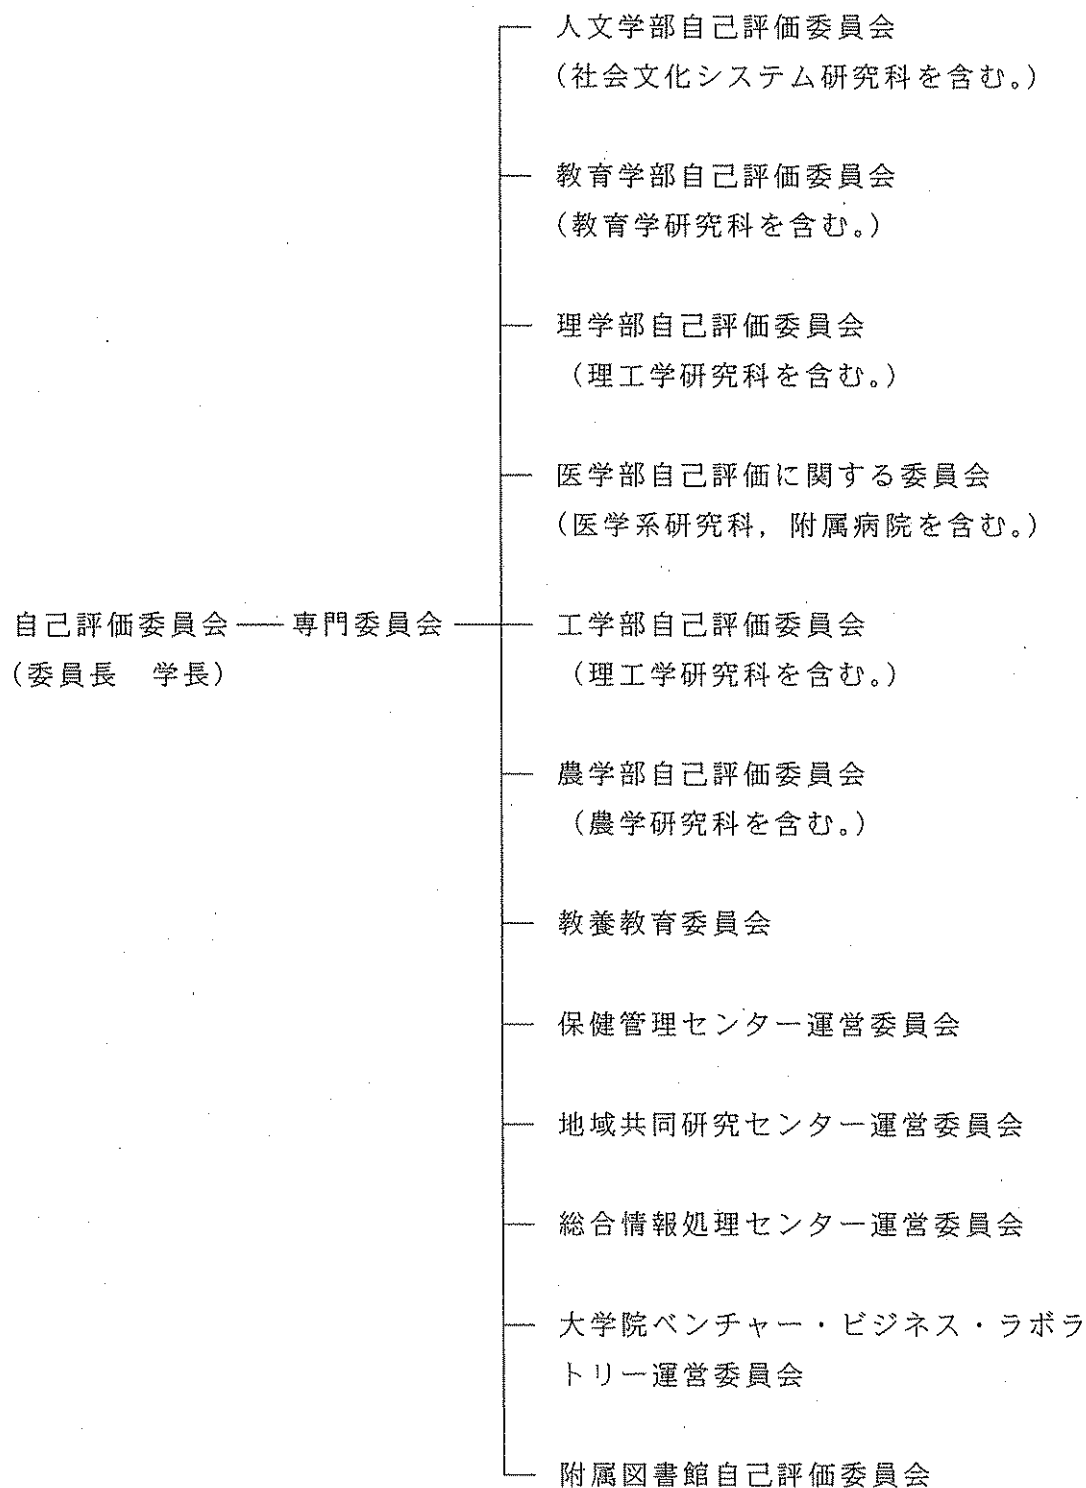 人文学部自己評価委員会
(社会文化システム研究科を含む。)
教育学部自己評価委員会
(教育学研究科を含む。)
理学部自己評価委員会
(理工学研究科を含む。)
医学部自己評価に関する委員会
(医学系研究科,附属病院を含む。)
自己評価委員会 専門委員会 工学部自己評価委員会
(委員長 学長) (理工学研究科を含む。)
農学部自己評価委員会
(農学研究科を含む。)
教養教育委員会
保健管理センター運営委員会
地域共同研究センター運営委員会
総合情報処理センター運営委員会
大学院ベンチャー・ビジネス・ラボラ
トリー運営委員会
附属図書館自己評価委員会